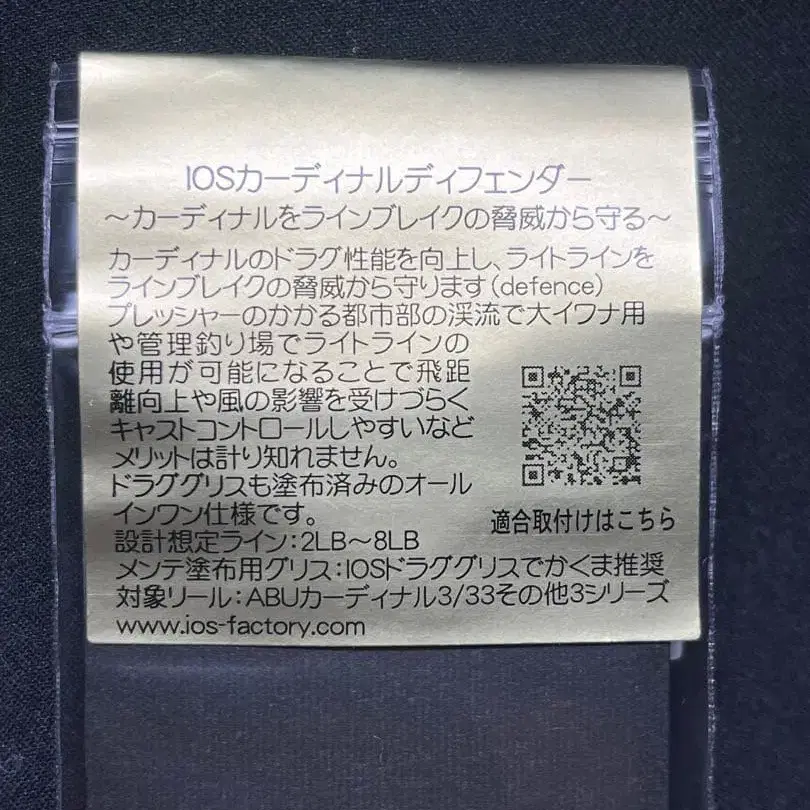 IOSカーディナルディフェンダー
～カーディナルをラインブレイクの脅威から守る～
カーディナルのドラグ性能を向上し、ライトラインを
ラインブレイクの脅威から守ります(defence)
プレッシャーのかかる都市部の渓流で大イワナ用
や管理釣り場でライトラインの
使用が可能になることで飛距
離向上や風の影響を受けづらく
キャストコントロールしやすいなど
メリットは計り知れません。
ドラググリスも塗布済みのオール
インワン仕様です。
適合取付けはこちら
設計想定ライン:2LB～8LB
メンテ塗布用グリス:IOSドラググリスでかくま推奨
対象リール:ABUカーディナル3/33その他3シリーズ
www.ios-factory.com